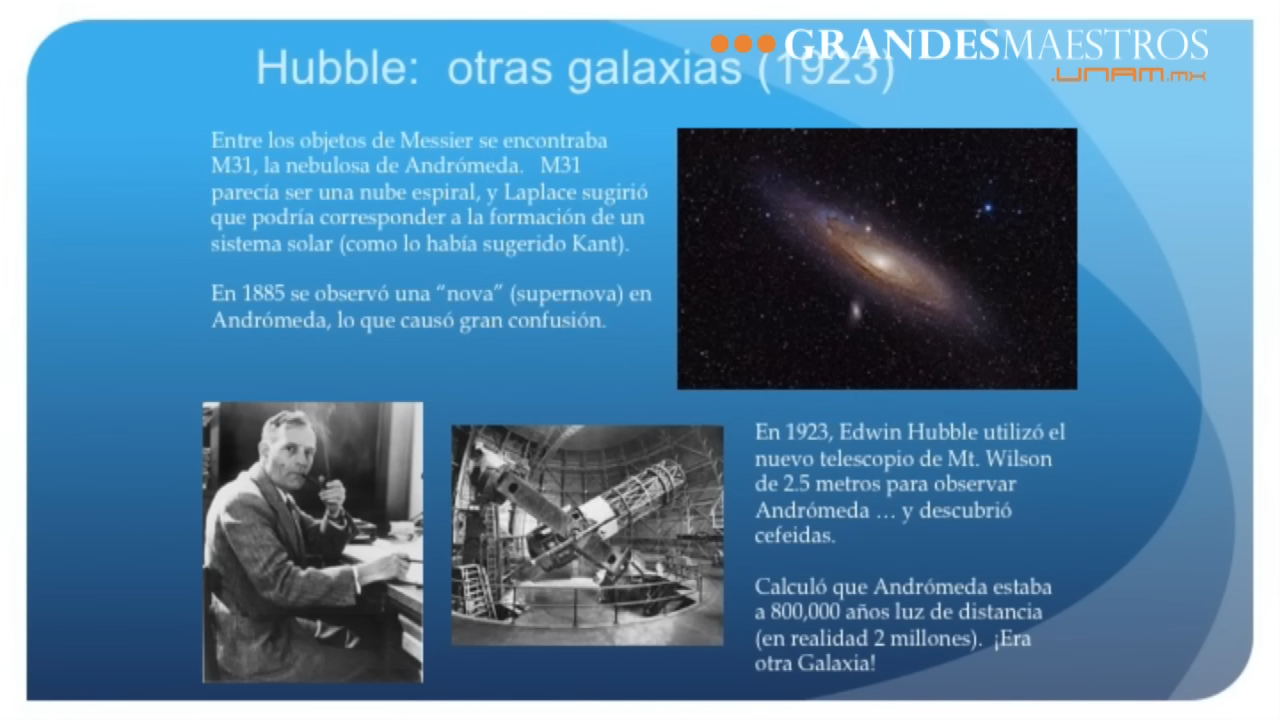 GRANDESMAESTROS
.UNAM.mx
Hubble: otras galaxias (1923)
Entre los objetos de Messier se encontraba
M31, la nebulosa de Andrómeda. M31
parecía ser una nube espiral, y Laplace sugirió
que podría corresponder a la formación de un
sistema solar (como lo había sugerido Kant).
En 1885 se observó una “nova” (supernova) en
Andrómeda, lo que causó gran confusión.
En 1923, Edwin Hubble utilizó el
nuevo telescopio de Mt. Wilson
de 2.5 metros para observar
Andrómeda … y descubrió
cefeidas.
Calculó que Andrómeda estaba
a 800,000 años luz de distancia
(en realidad 2 millones). ¡Era
otra Galaxia!